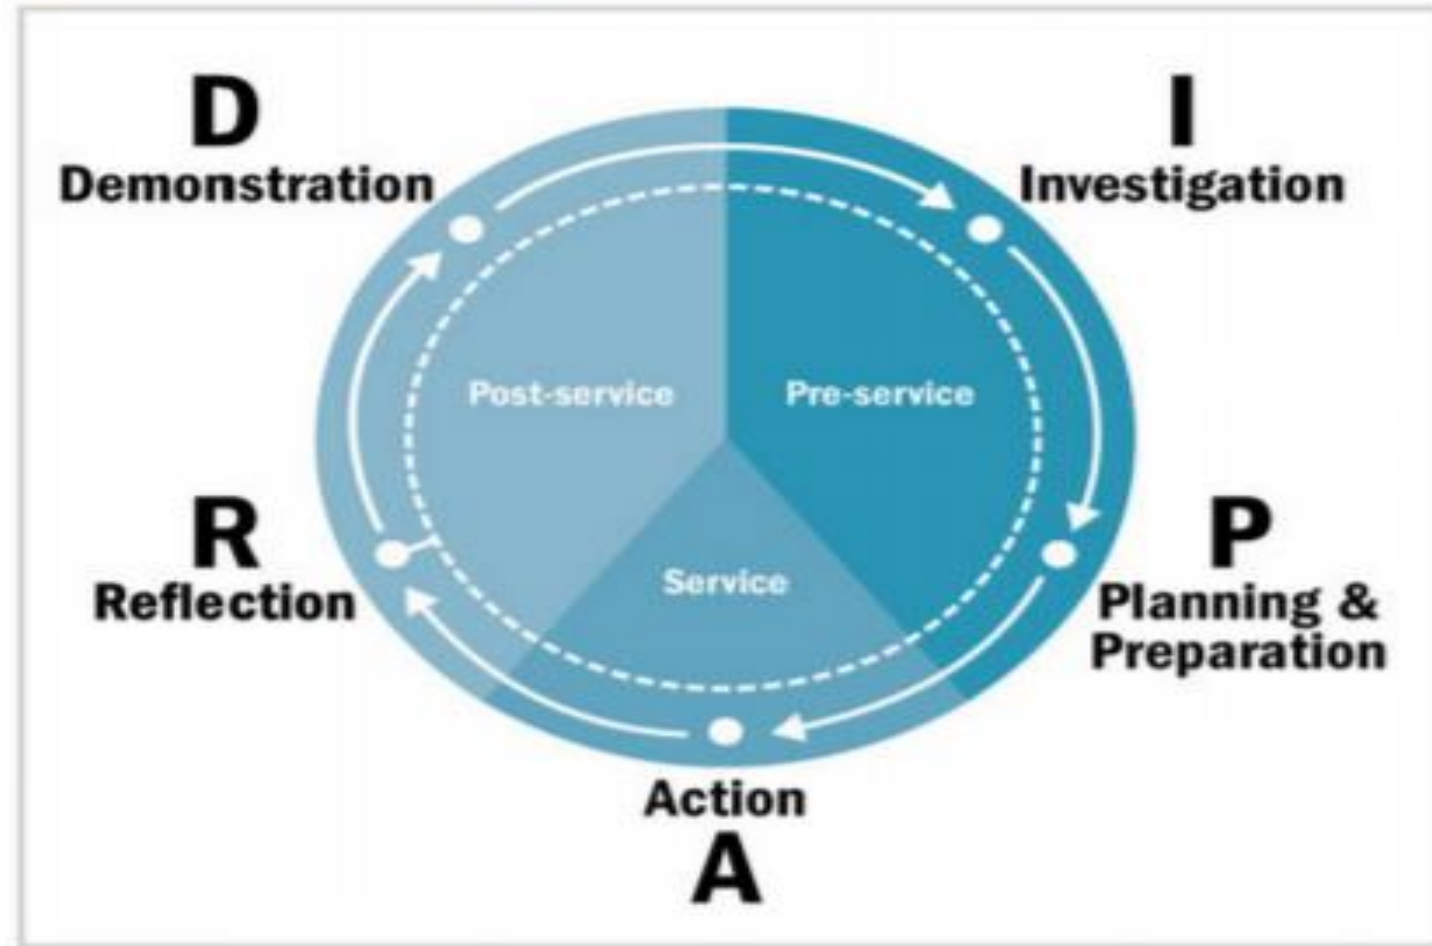 D
Demonstration
I
Investigation
Post-service
Pre-service
R
Reflection
P
Planning &
Preparation
Service
Action
A